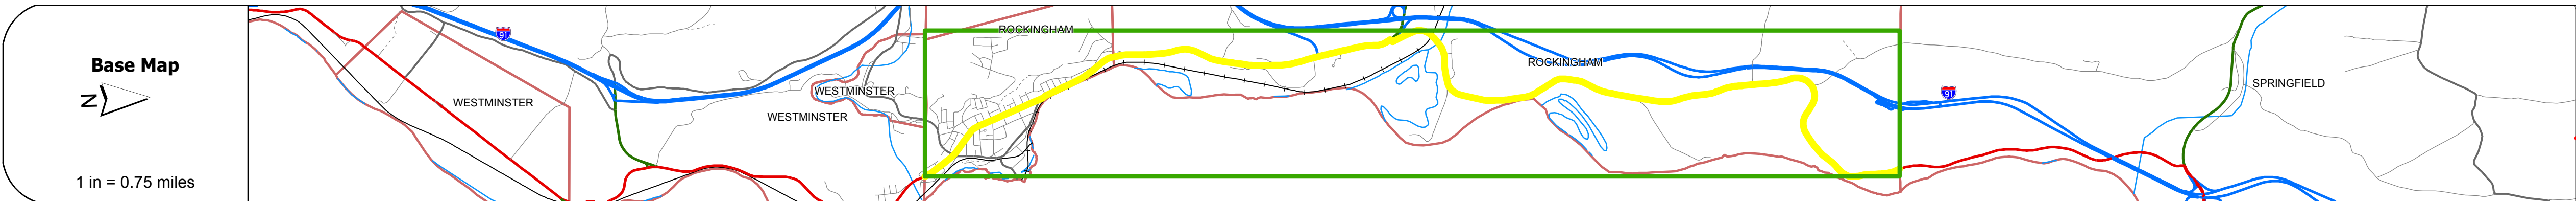 Base Map
N
1 in = 0.75 miles
91
WESTMINSTER
WESTMINSTER
WESTMINSTER
ROCKINGHAM
ROCKINGHAM
91
SPRINGFIELD